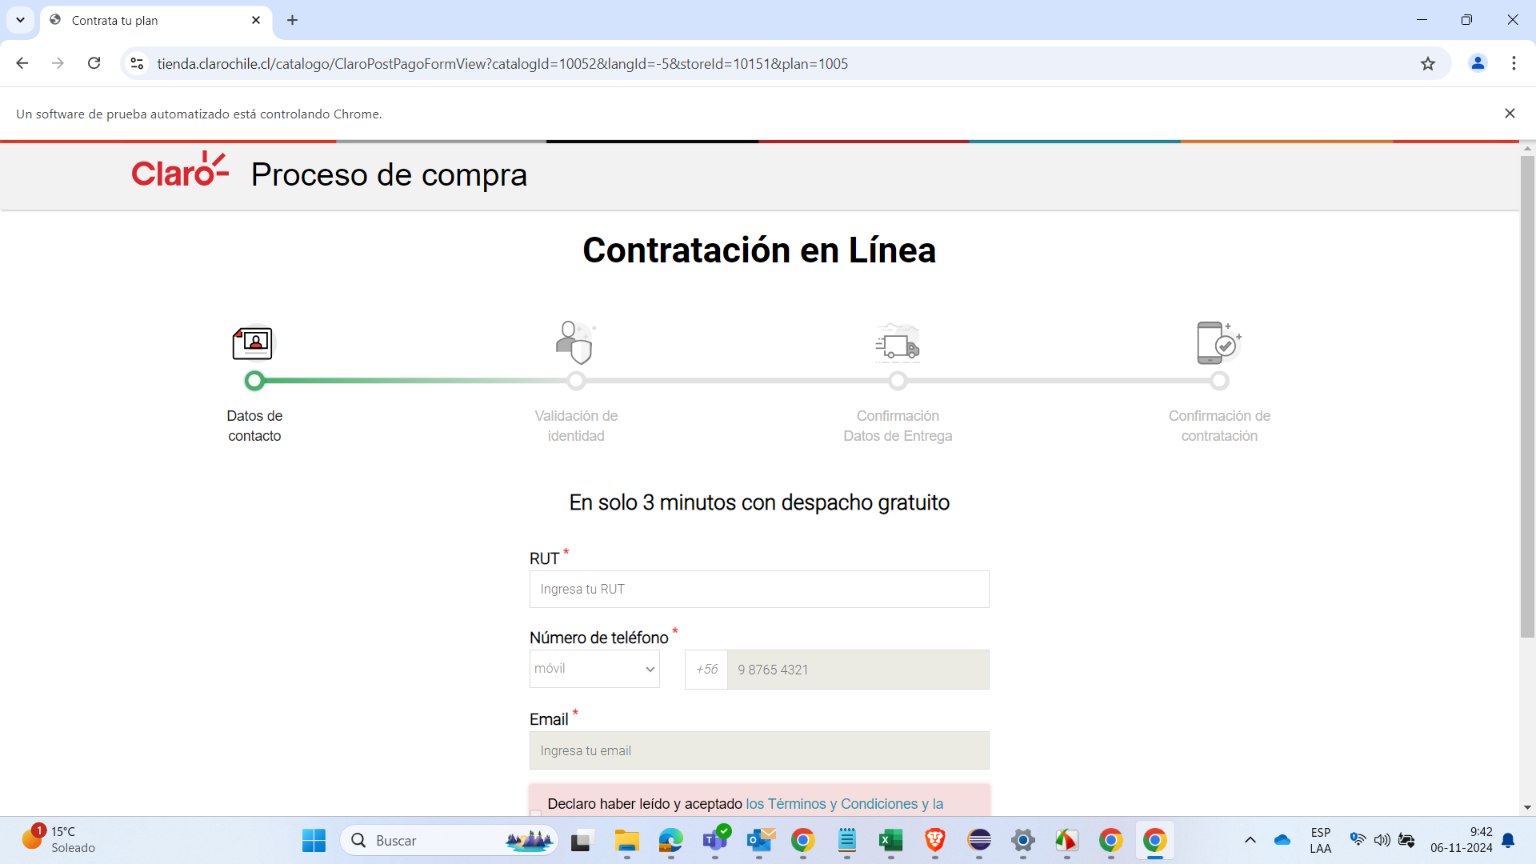 Contrata tu plan
tienda.clarochile.cl/catalogo/ClaroPostPagoFormView?catalogId=10052&langId=-5&storeId=10151&plan=1005
Un software de prueba automatizado está controlando Chrome.
Claro Proceso de compra
Contratación en Línea
Datos de
contacto
Validación de
identidad
Confirmación
Datos de Entrega
Confirmación de
contratación
En solo 3 minutos con despacho gratuito
RUT *
Ingresa tu RUT
Número de teléfono *
móvil +56 9 8765 4321
Email *
Ingresa tu email
Declaro haber leído y aceptado los Términos y Condiciones y la
1 15°C
Soleado
Buscar
ESP
LAA
9:42
06-11-2024